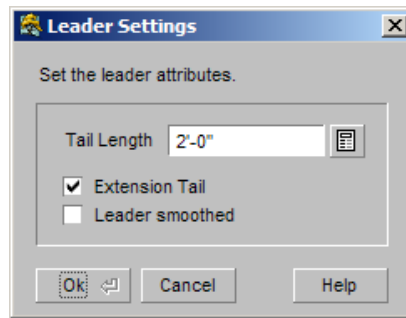 Leader Settings
Set the leader attributes.
Tail Length 2'-0"
Extension Tail
Leader smoothed
Ok Cancel Help